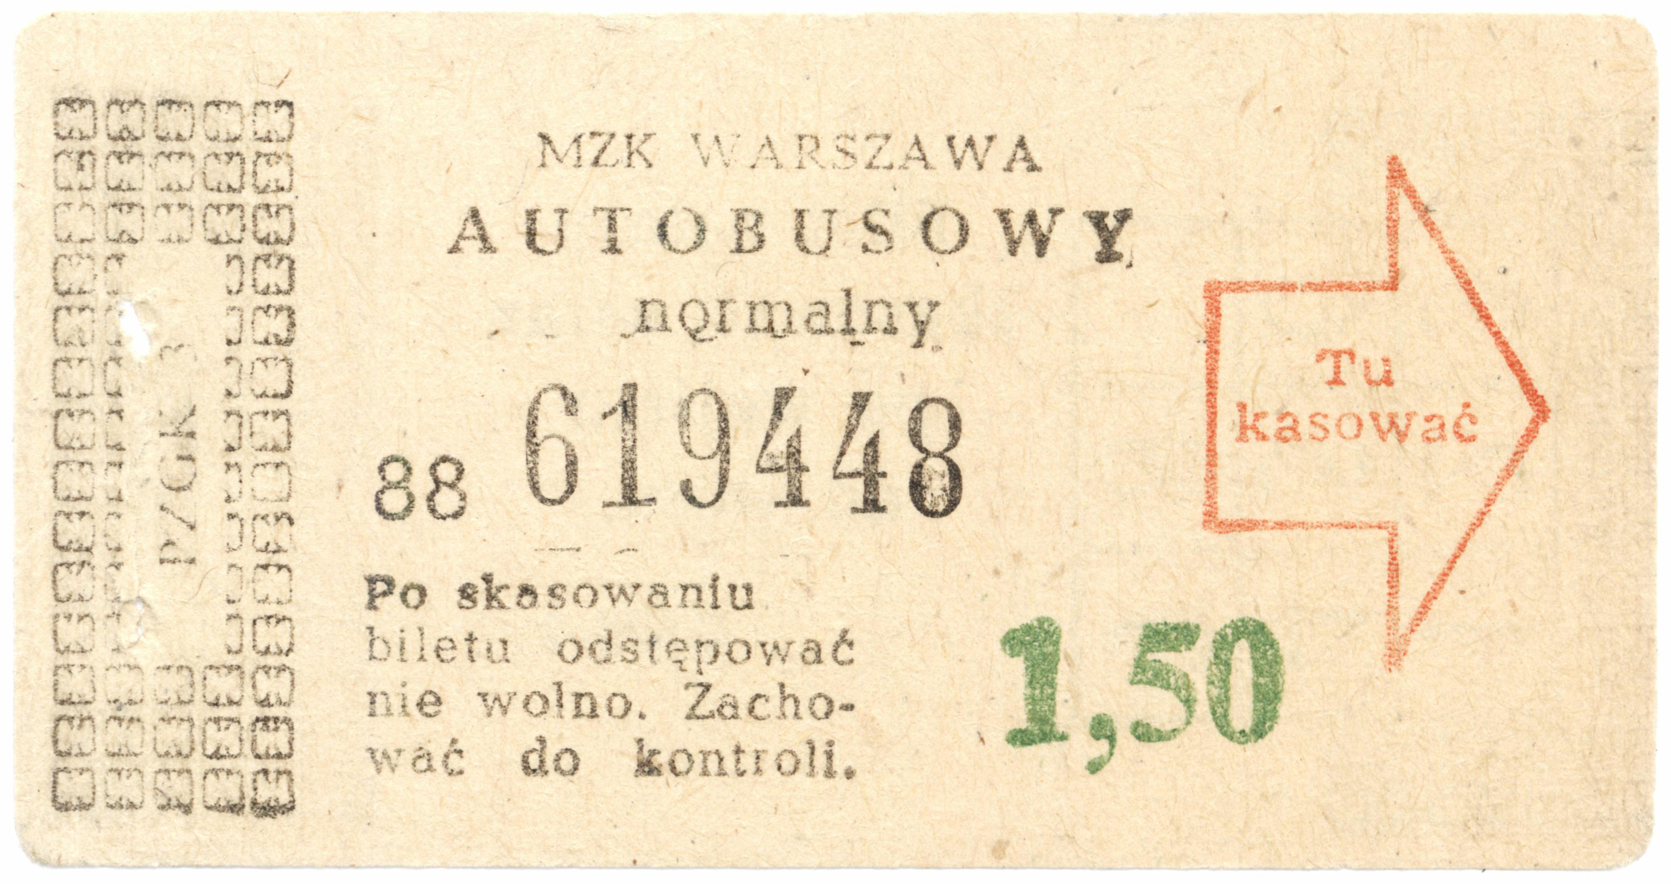 MZK WARSZAWA
AUTOBUSOWY
normalny
88 619448
Po skasowaniu
biletu odstępować
nie wolno. Zacho-
wać do kontroli.
1,50
Tu
kasować
PZGK 3